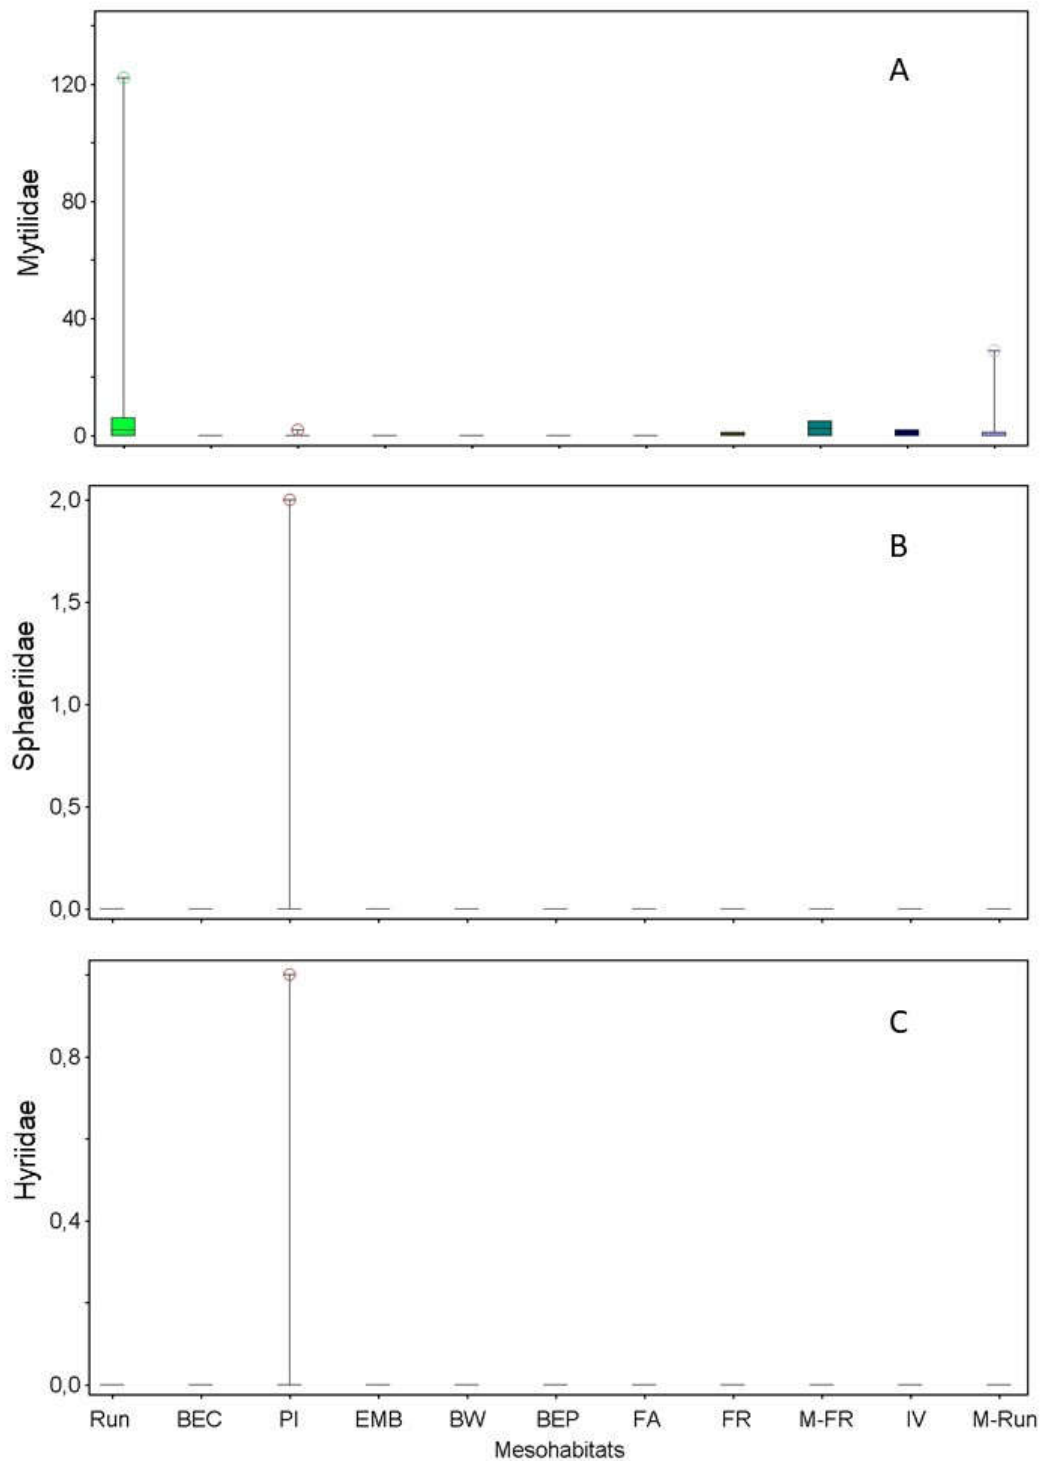 A
120
80
40
0
Mytilidae
B
2,0
1,5
1,0
0,5
0,0
Sphaeriidae
C
0,8
0,4
0,0
Hyriidae
Run BEC PI EMB BW BEP FA FR M-FR IV M-Run
Mesohabitats